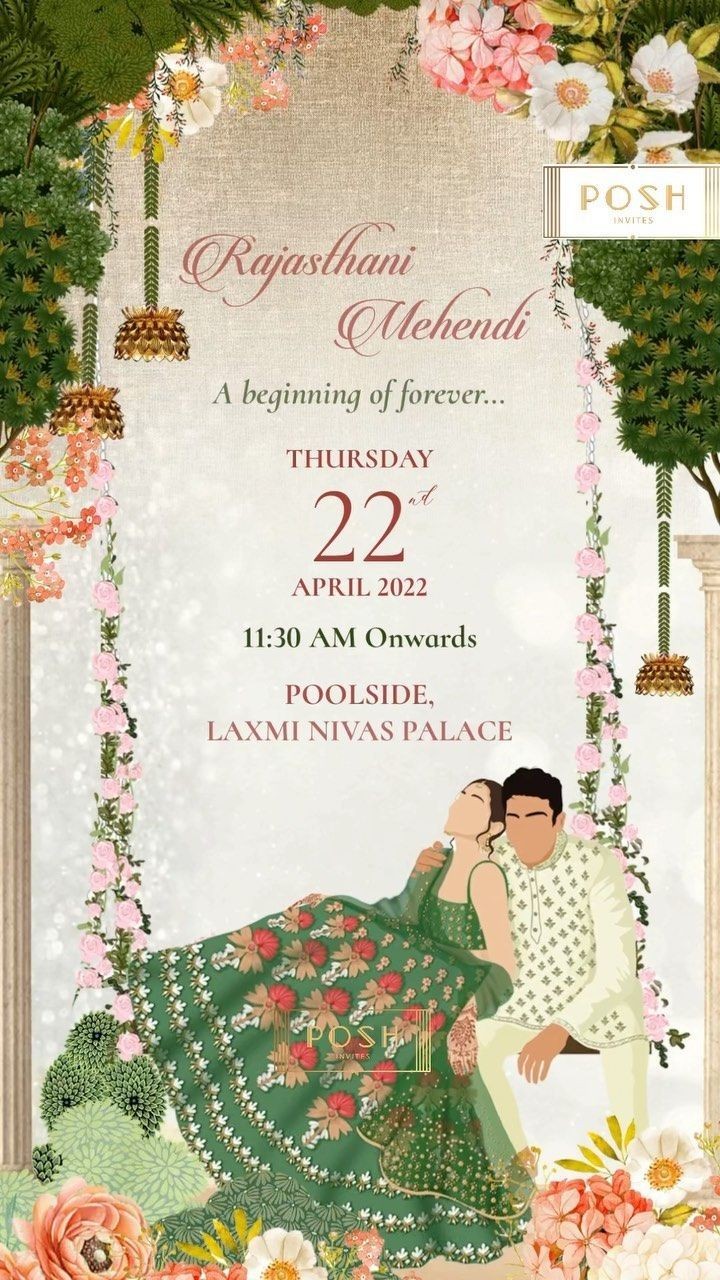 POSH
INVITES
Rajasthani
Mehendi
A beginning of forever...
THURSDAY
22nd
APRIL 2022
11:30 AM Onwards
POOLSIDE,
LAXMI NIVAS PALACE
POSH
INVITES